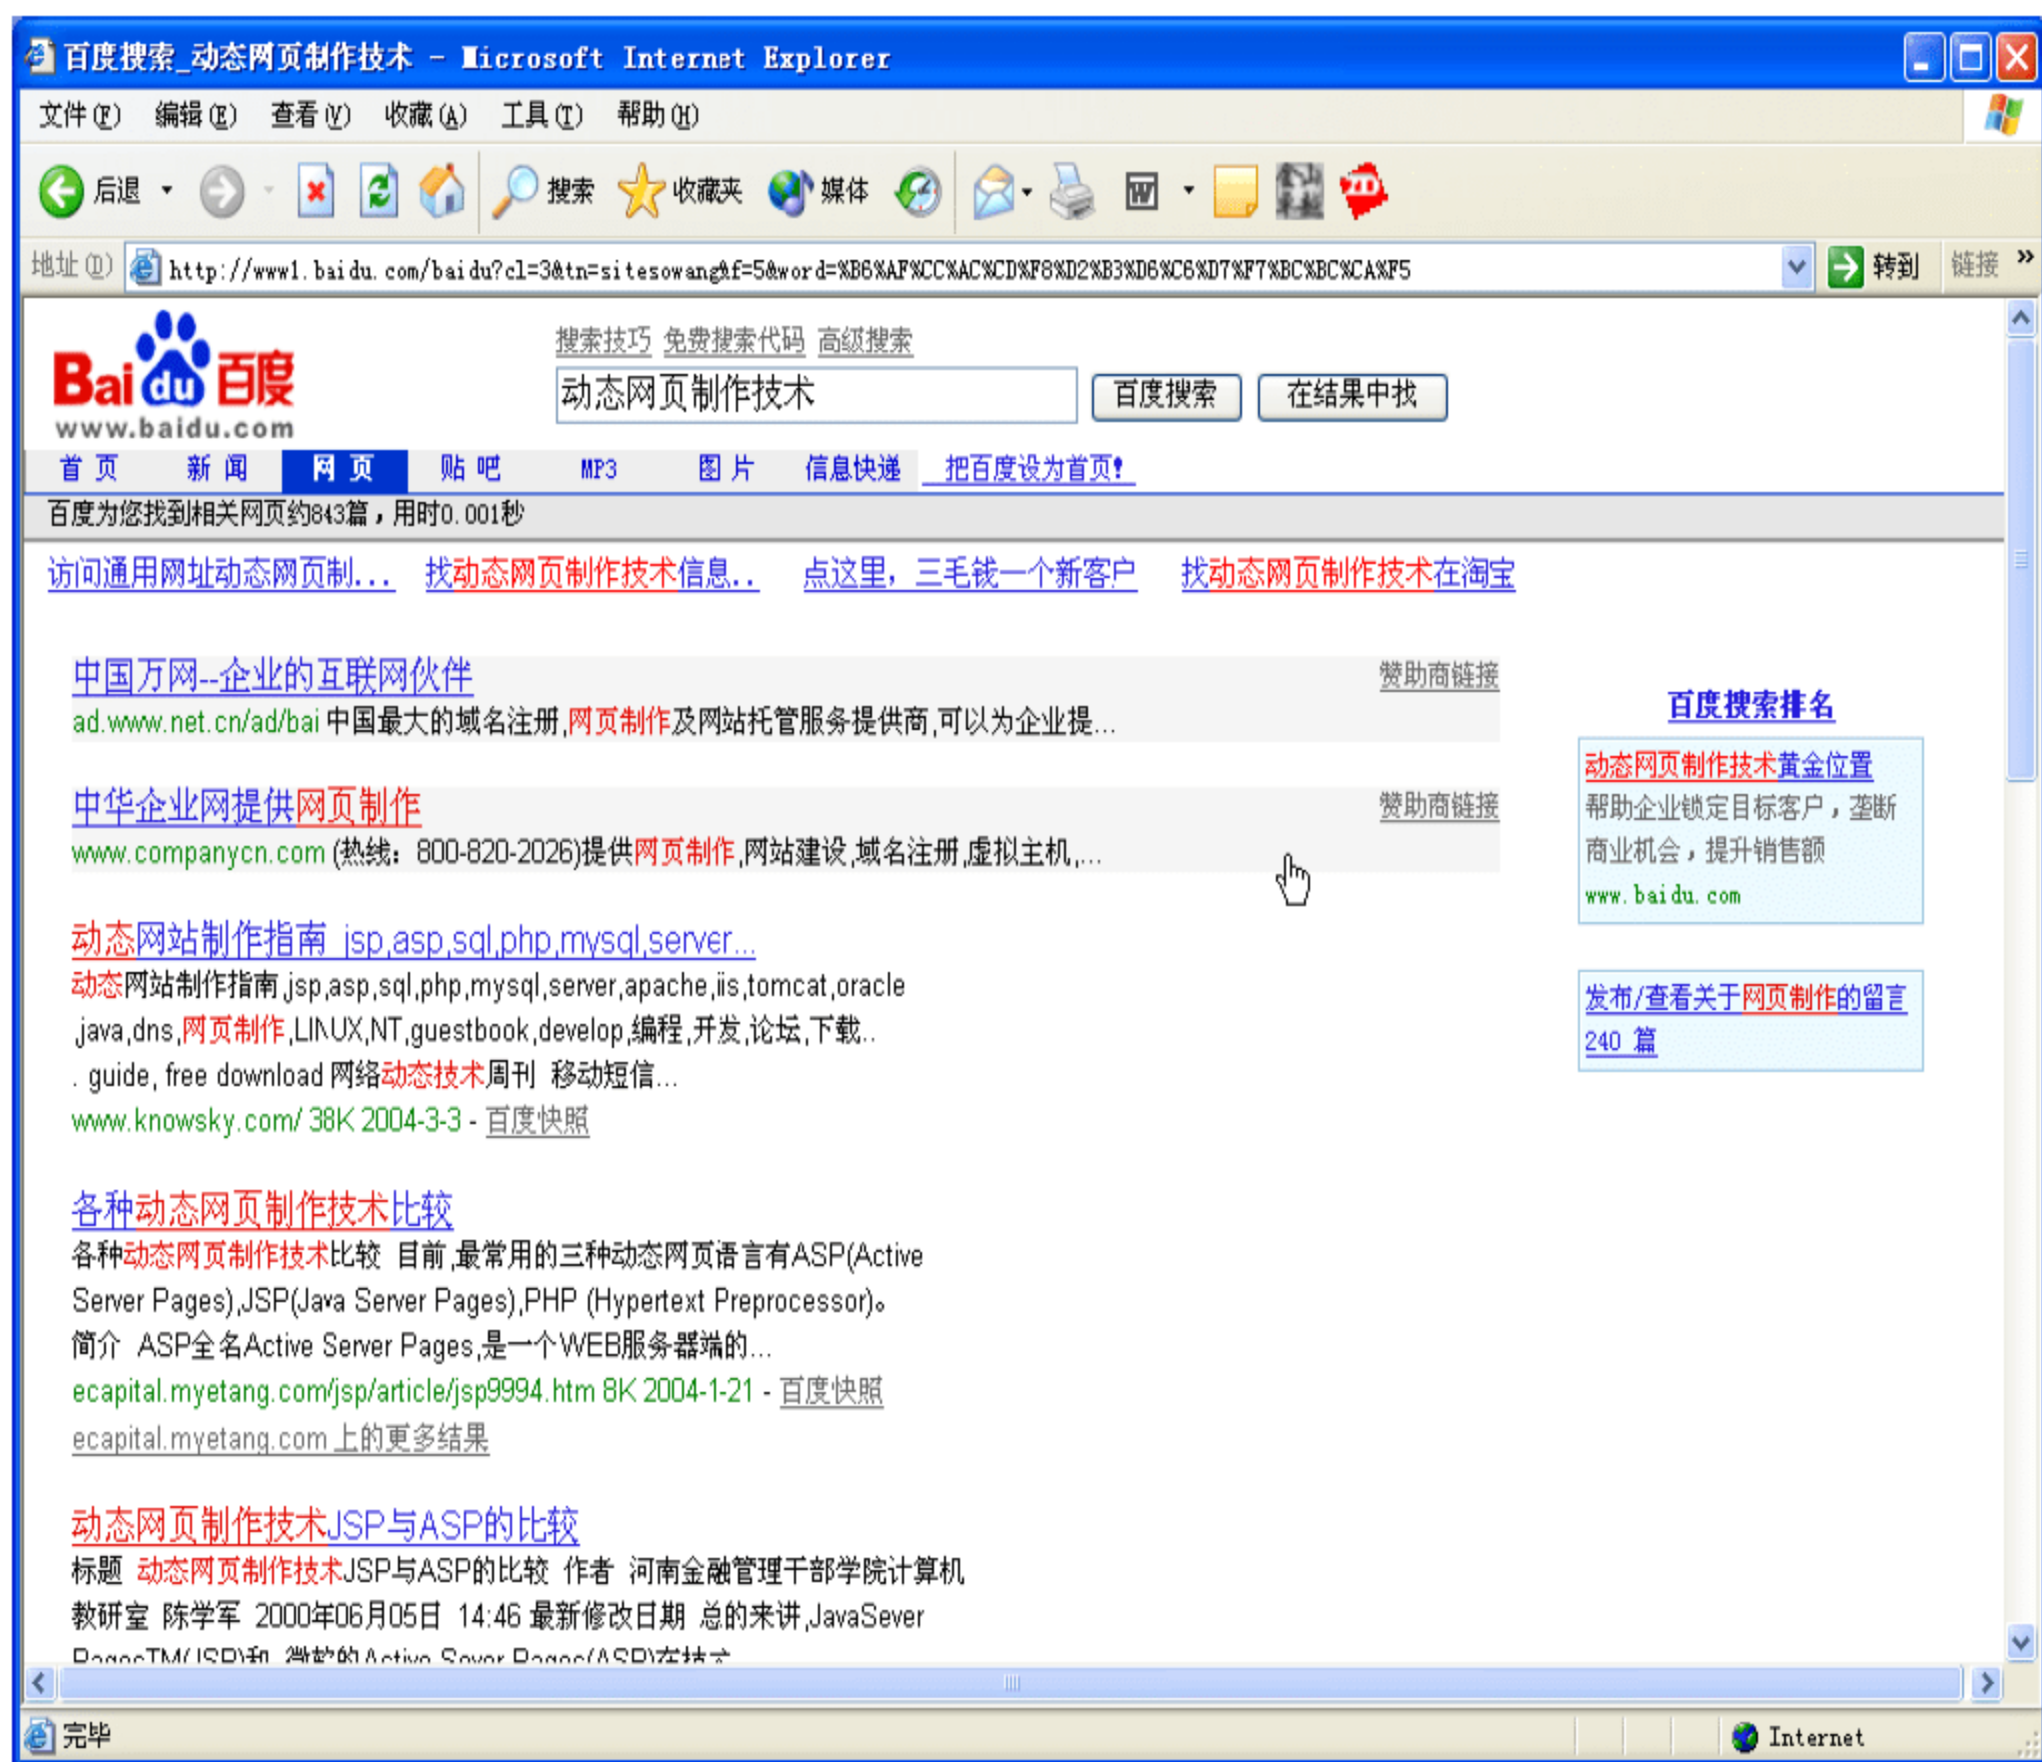 百度搜索_动态网页制作技术 - Microsoft Internet Explorer
文件(F) 编辑(E) 查看(V) 收藏(A) 工具(T) 帮助(H)
后退 搜索 收藏夹 媒体
地址(D) http://www1.baidu.com/baidu?cl=3&tn=sitesowang&f=5&word=%B6%AF%CC%AC%CD%F8%D2%B3%D6%C6%D7%F7%BC%BC%CA%F5 转到 链接 »
搜索技巧 免费搜索代码 高级搜索
Baidu百度 动态网页制作技术 百度搜索 在结果中找
www.baidu.com
首页 新闻 网页 贴吧 MP3 图片 信息快递 把百度设为首页!
百度为您找到相关网页约843篇，用时0.001秒
访问通用网址动态网页制... 找动态网页制作技术信息.. 点这里，三毛钱一个新客户 找动态网页制作技术在淘宝
中国万网--企业的互联网伙伴 赞助商链接
ad.www.net.cn/ad/bai 中国最大的域名注册,网页制作及网站托管服务提供商,可以为企业提...
中华企业网提供网页制作 赞助商链接
www.companycn.com (热线：800-820-2026)提供网页制作,网站建设,域名注册,虚拟主机,...
动态网站制作指南 jsp,asp,sql,php,mysql,server...
动态网站制作指南,jsp,asp,sql,php,mysql,server,apache,iis,tomcat,oracle
,java,dns,网页制作,LINUX,NT,guestbook,develop,编程,开发,论坛,下载..
. guide, free download 网络动态技术周刊 移动短信...
www.knowsky.com/ 38K 2004-3-3 - 百度快照
各种动态网页制作技术比较
各种动态网页制作技术比较 目前,最常用的三种动态网页语言有ASP(Active
Server Pages),JSP(Java Server Pages),PHP (Hypertext Preprocessor)。
简介 ASP全名Active Server Pages,是一个WEB服务器端的...
ecapital.myetang.com/jsp/article/jsp9994.htm 8K 2004-1-21 - 百度快照
ecapital.myetang.com 上的更多结果
动态网页制作技术JSP与ASP的比较
标题 动态网页制作技术JSP与ASP的比较 作者 河南金融管理干部学院计算机
教研室 陈学军 2000年06月05日 14:46 最新修改日期 总的来讲,JavaSever
PagesTM(JSP)和 微软的Active Sever Pages(ASP)在技术
百度搜索排名
动态网页制作技术黄金位置
帮助企业锁定目标客户，垄断
商业机会，提升销售额
www.baidu.com
发布/查看关于网页制作的留言
240 篇
完毕 Internet